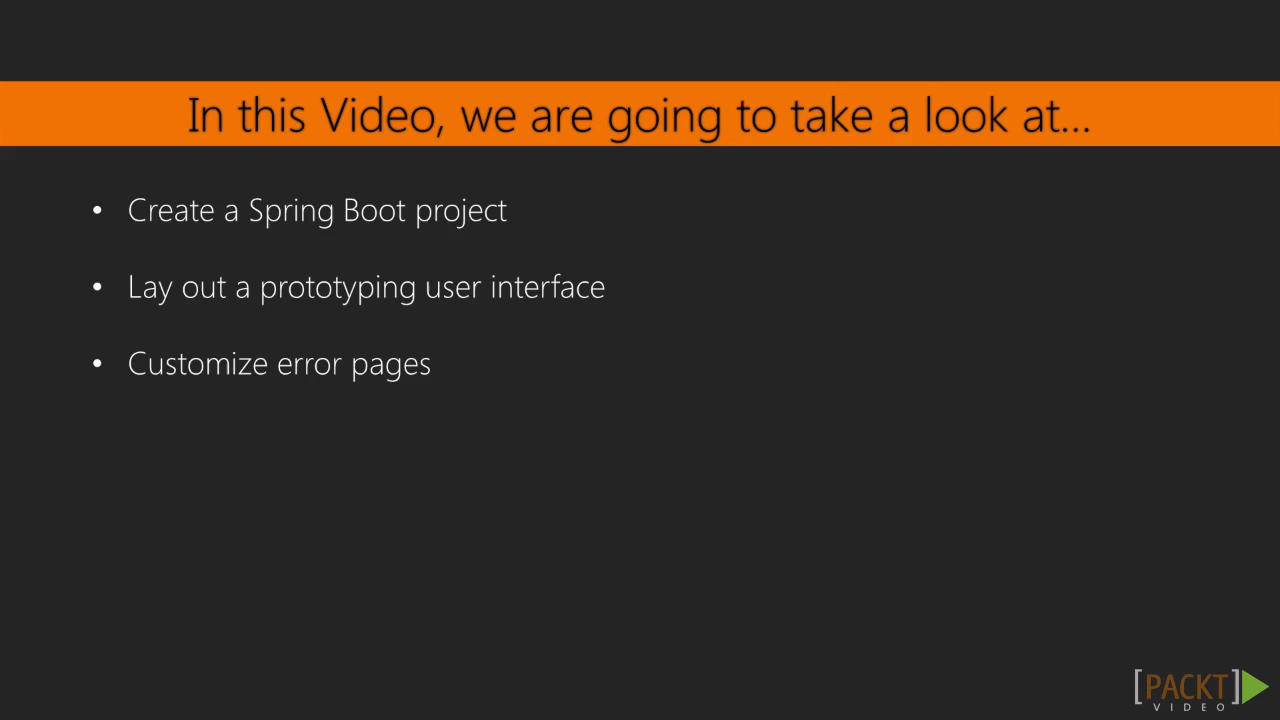 In this Video, we are going to take a look at...
• Create a Spring Boot project
• Lay out a prototyping user interface
• Customize error pages
[PACKT]
VIDEO